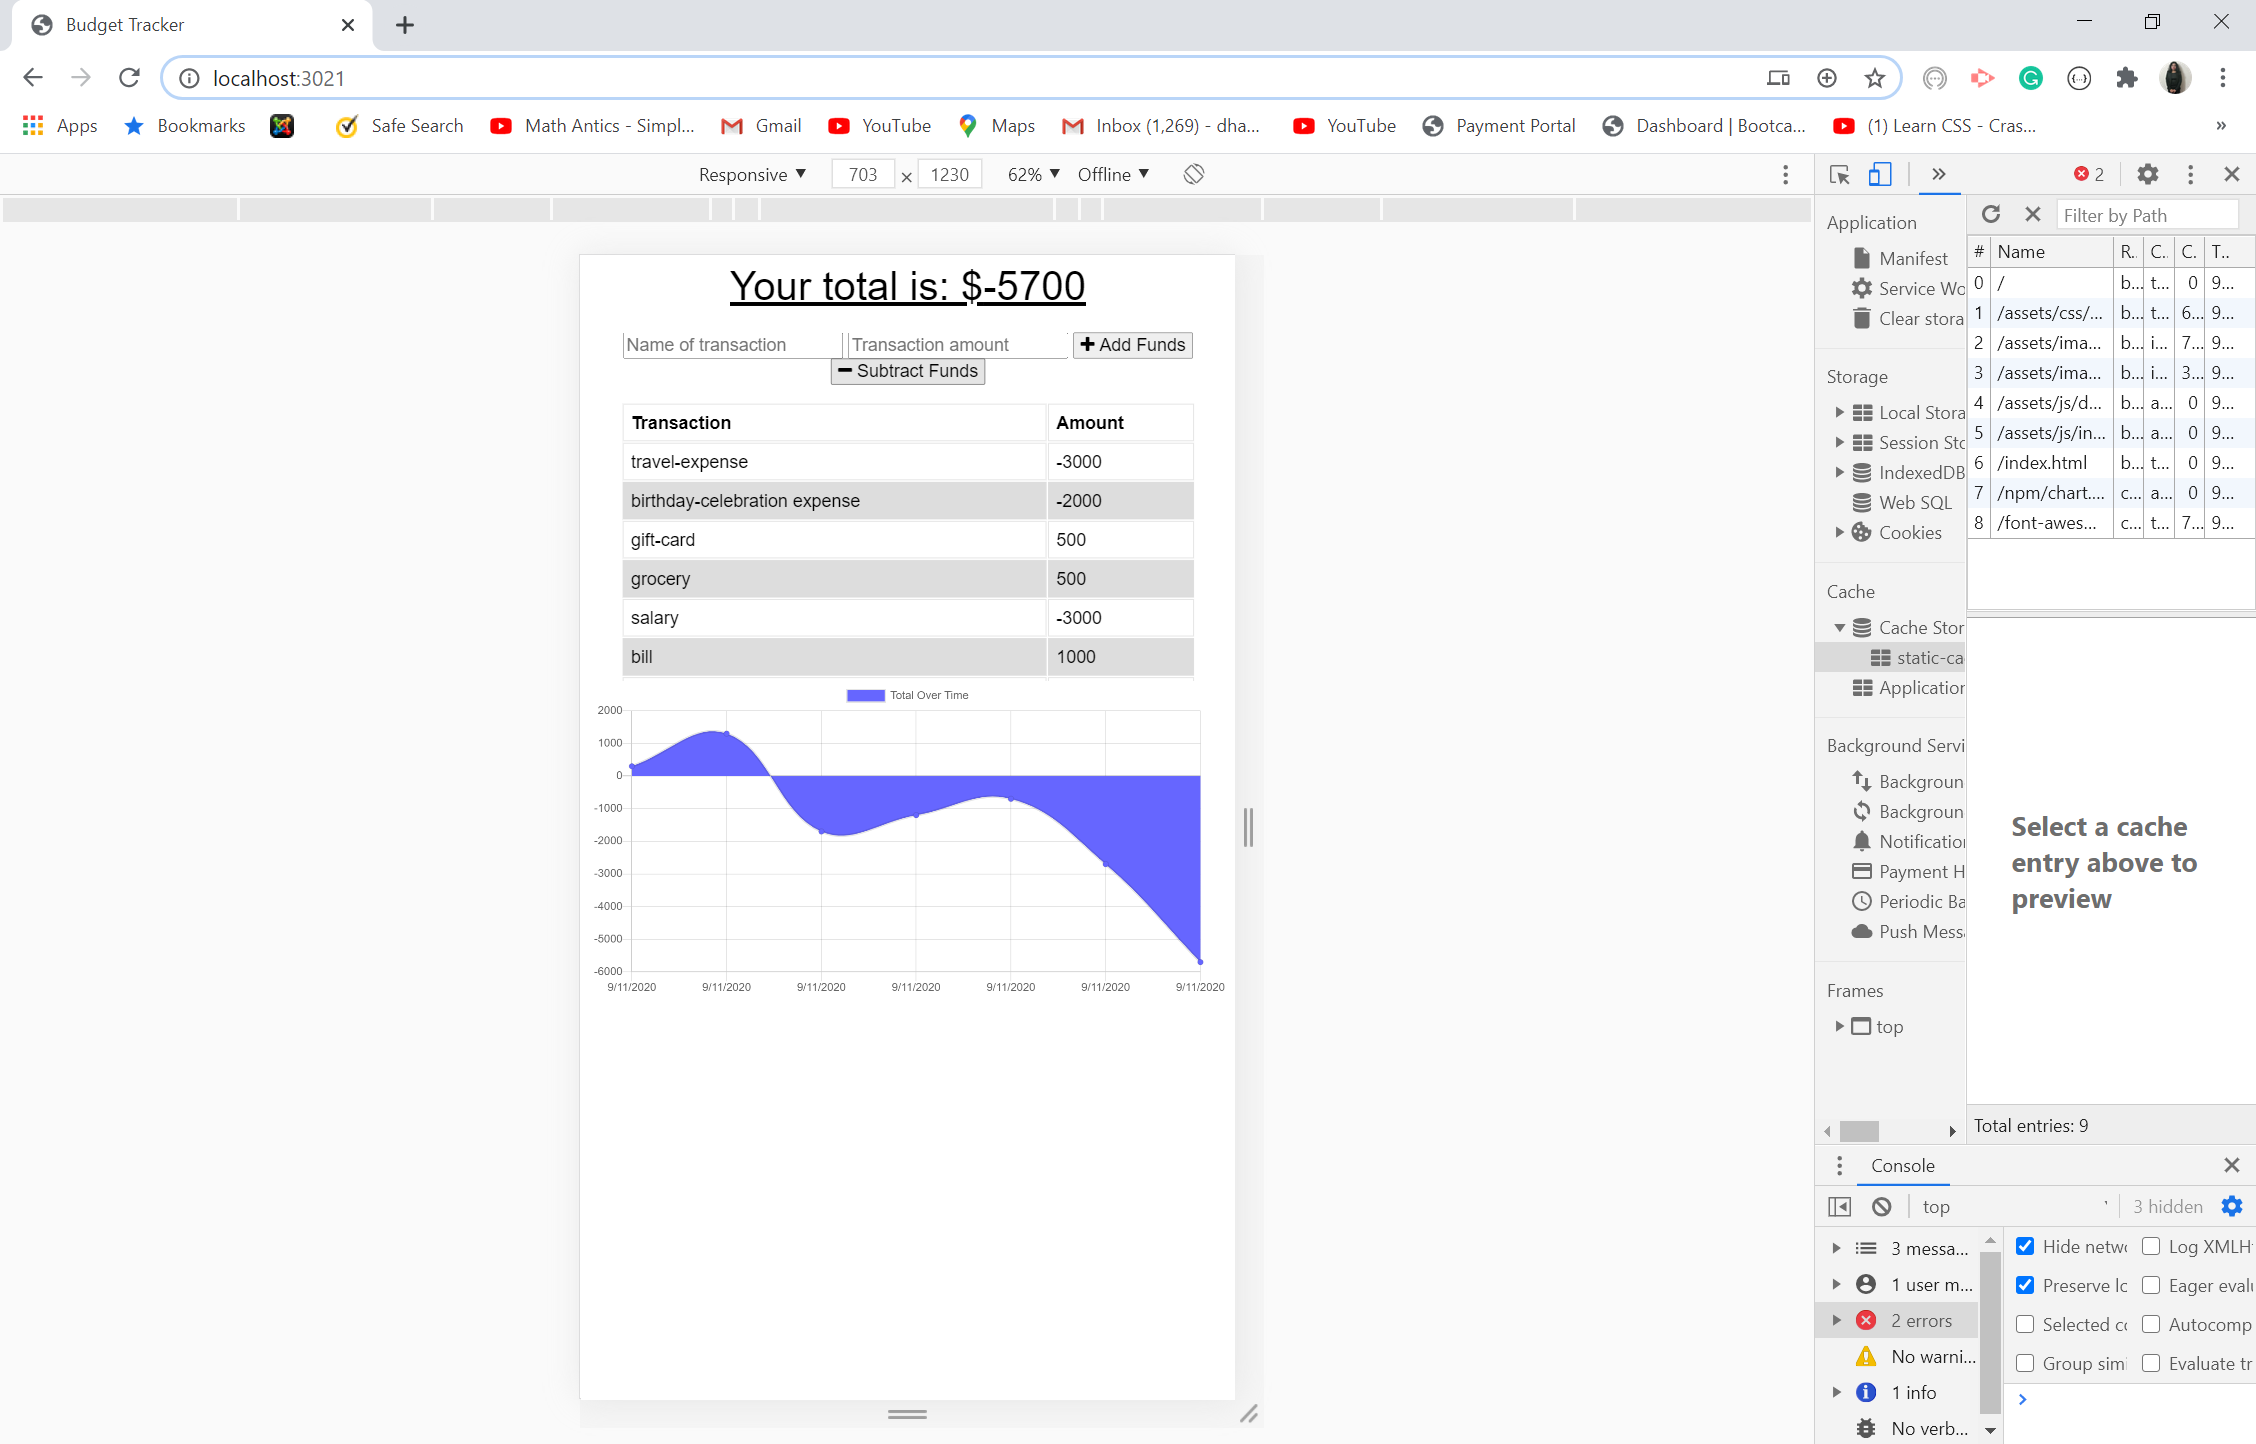 Budget Tracker
localhost:3021
Apps
Bookmarks
Safe Search
Math Antics - Simpl...
Gmail
YouTube
Maps
Inbox (1,269) - dha...
YouTube
Payment Portal
Dashboard | Bootca...
(1) Learn CSS - Cras...
»
Responsive ▼
703 × 1230
62% ▼
Offline ▼
2
Your total is: $-5700
Name of transaction
Transaction amount
Add Funds
Subtract Funds
Transaction Amount
travel-expense -3000
birthday-celebration expense -2000
gift-card 500
grocery 500
salary -3000
bill 1000
Total Over Time
2000
1000
0
-1000
-2000
-3000
-4000
-5000
-6000
9/11/2020 9/11/2020 9/11/2020 9/11/2020 9/11/2020 9/11/2020 9/11/2020
Application
Manifest
Service Wo
Clear stora
Storage
Local Stora
Session Sto
IndexedDB
Web SQL
Cookies
Cache
Cache Stor
static-ca
Application
Background Servi
Backgroun
Backgroun
Notification
Payment H
Periodic Ba
Push Messa
Frames
top
Filter by Path
# Name R.. C.. C. T..
0 / b... t... 0 9...
1 /assets/css/... b... t... 6... 9...
2 /assets/ima... b... i... 7... 9...
3 /assets/ima... b... i... 3... 9...
4 /assets/js/d... b... a... 0 9...
5 /assets/js/in... b... a... 0 9...
6 /index.html b... t... 0 9...
7 /npm/chart.... c... a... 0 9...
8 /font-awes... c... t... 7... 9...
Select a cache
entry above to
preview
Total entries: 9
Console
top
3 hidden
3 messa...
1 user m...
2 errors
No warni...
1 info
No verb...
Hide netwo Log XMLH
Preserve lo Eager evalu
Selected co Autocomp
Group simi Evaluate tr